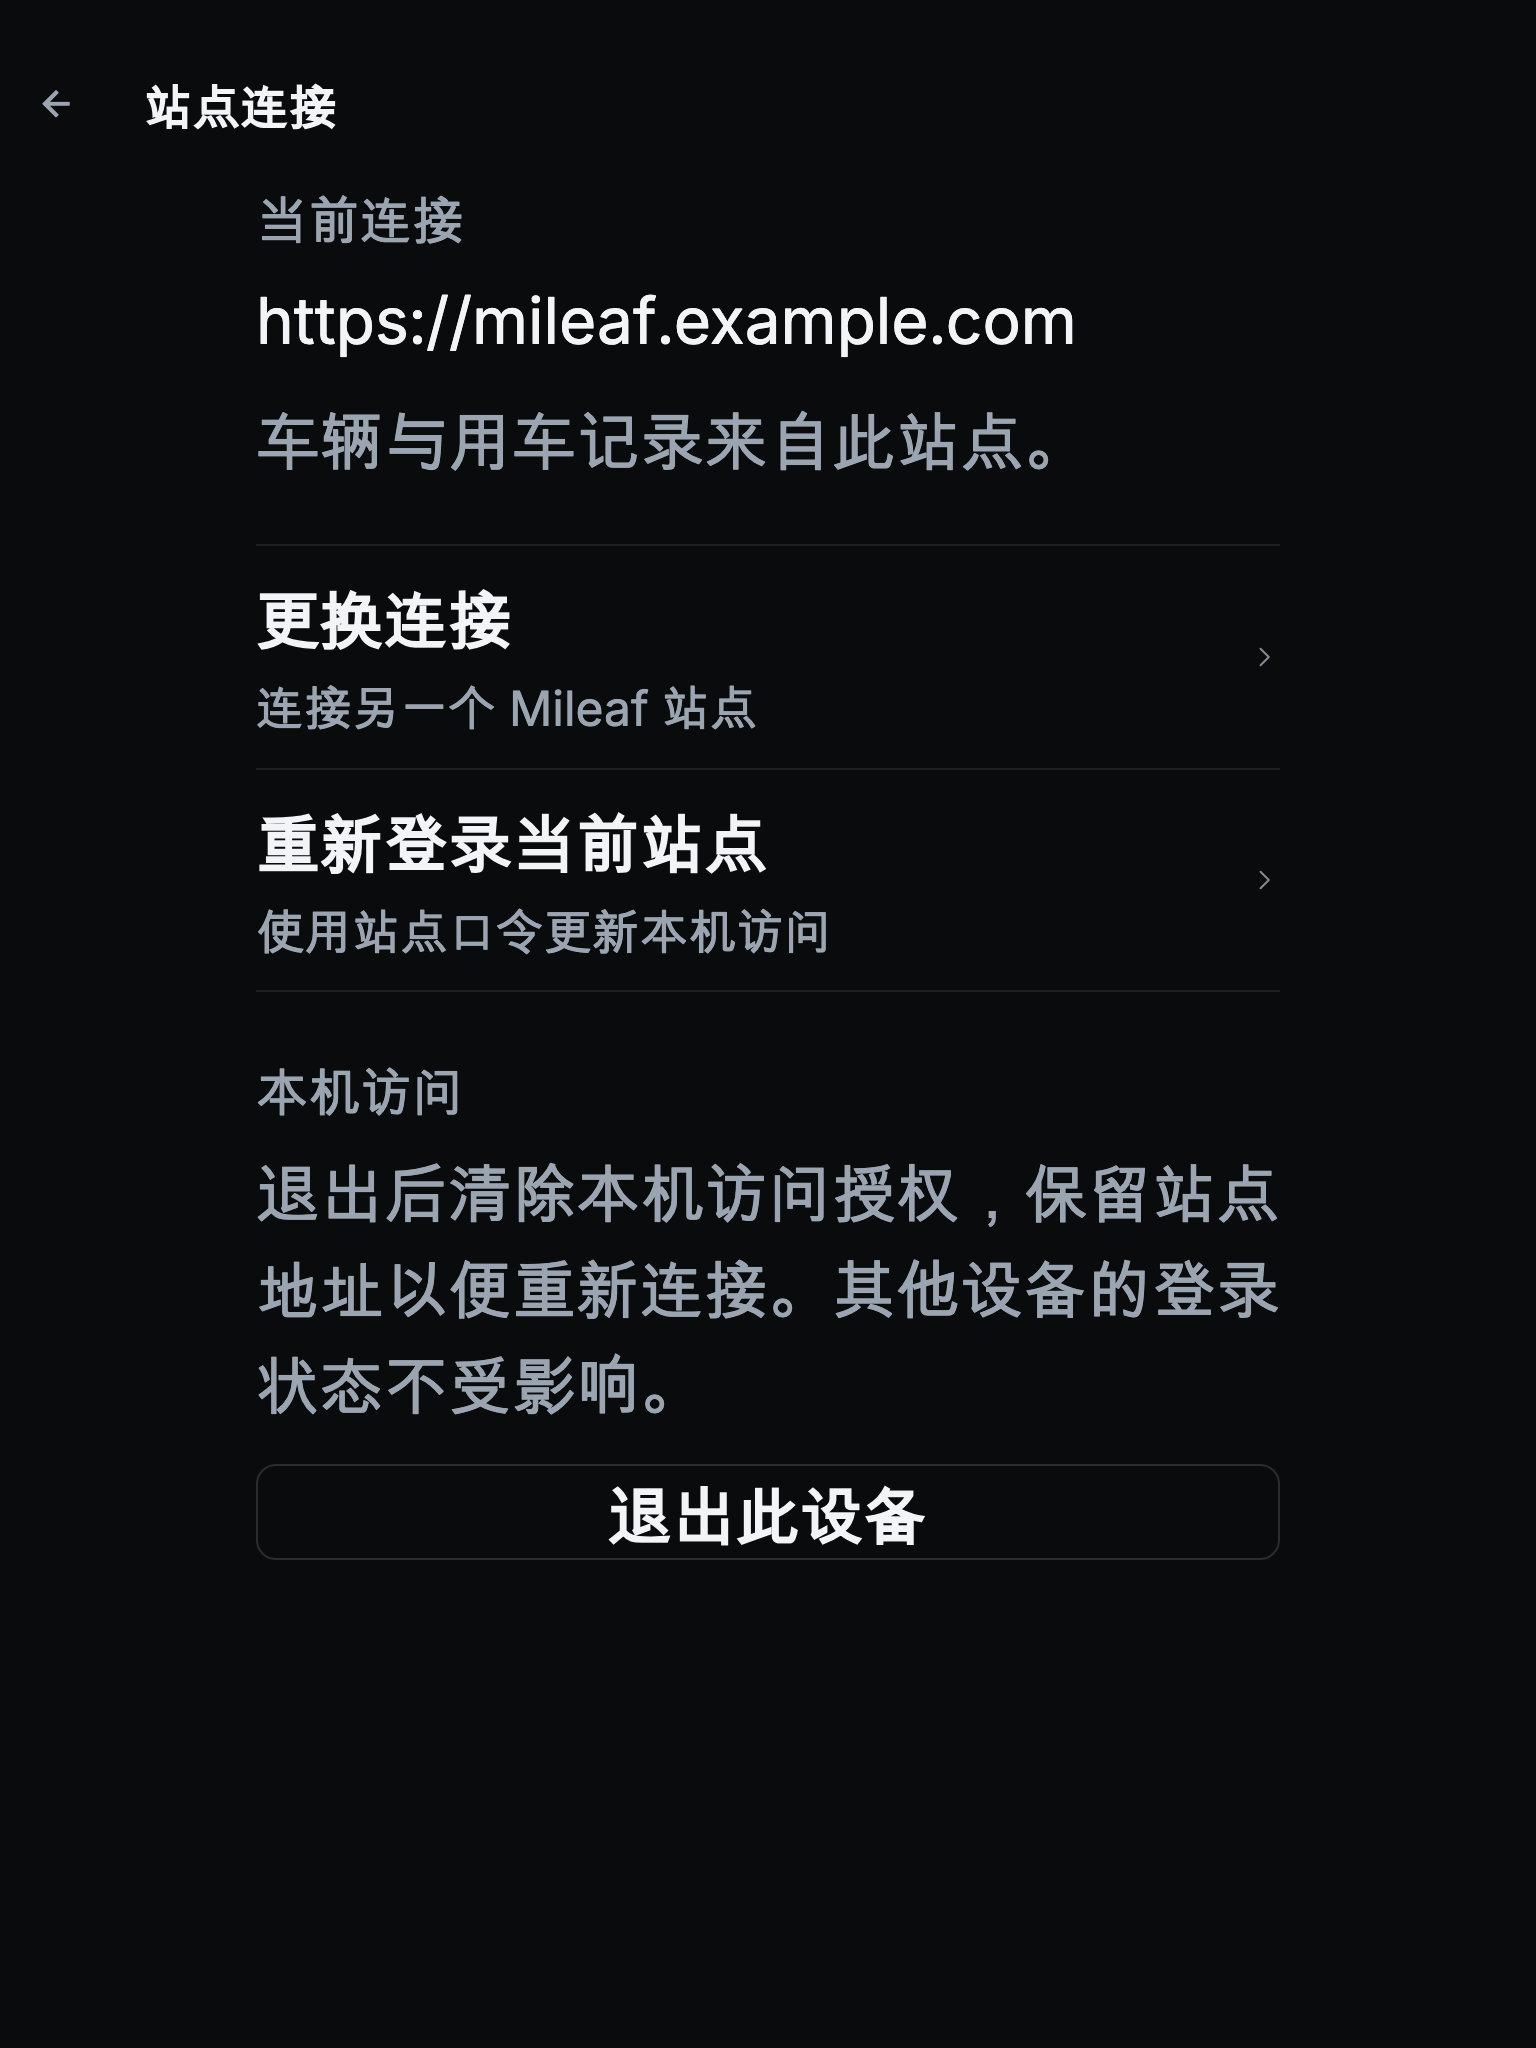 站点连接
当前连接
https://mileaf.example.com
车辆与用车记录来自此站点。
更换连接
连接另一个 Mileaf 站点
重新登录当前站点
使用站点口令更新本机访问
本机访问
退出后清除本机访问授权，保留站点
地址以便重新连接。其他设备的登录
状态不受影响。
退出此设备